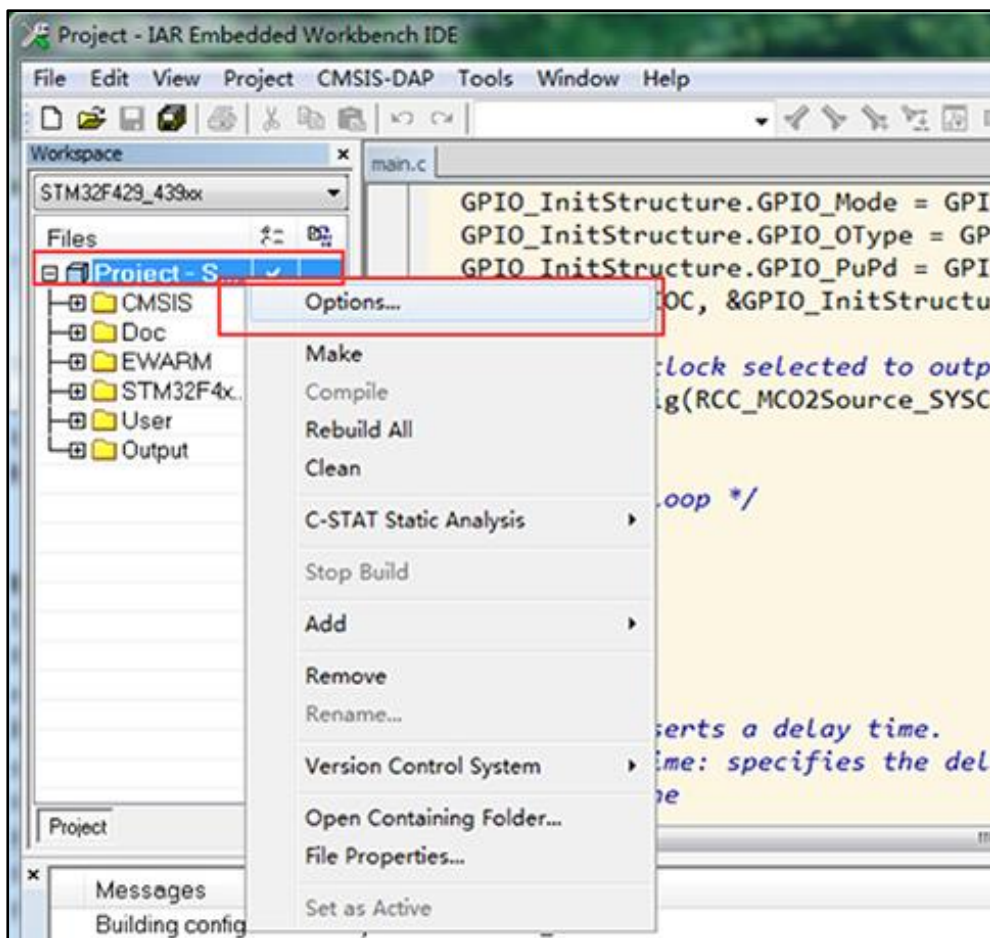 Project - IAR Embedded Workbench IDE
File Edit View Project CMSIS-DAP Tools Window Help
Workspace
main.c
STM32F429_439xx
Files
Project - S...
CMSIS
Doc
EWARM
STM32F4x..
User
Output
Project
GPIO_InitStructure.GPIO_Mode = GPI
GPIO_InitStructure.GPIO_OType = GP
GPIO_InitStructure.GPIO_PuPd = GPI
OC, &GPIO_InitStructu
clock selected to outp
ig(RCC_MCO2Source_SYSC
oop */
serts a delay time.
ime: specifies the del
ne
Options...
Make
Compile
Rebuild All
Clean
C-STAT Static Analysis
Stop Build
Add
Remove
Rename...
Version Control System
Open Containing Folder...
File Properties...
Set as Active
Messages
Building config